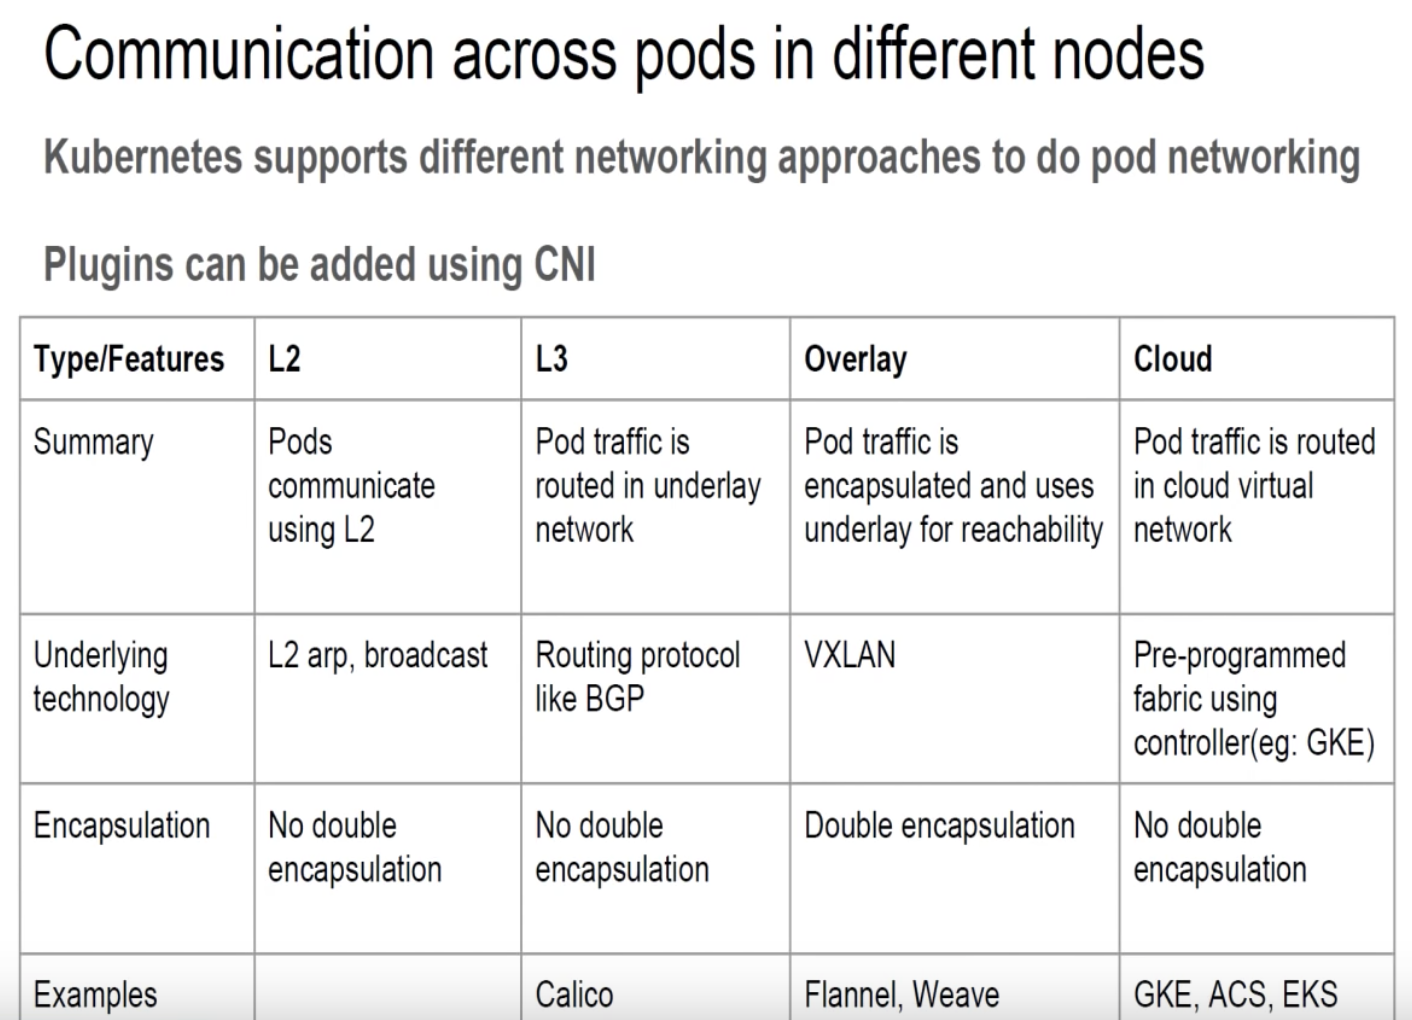 Communication across pods in different nodes
Kubernetes supports different networking approaches to do pod networking
Plugins can be added using CNI
Type/Features
L2
L3
Overlay
Cloud
Summary
Pods
communicate
using L2
Pod traffic is
routed in underlay
network
Pod traffic is
encapsulated and uses
underlay for reachability
Pod traffic is routed
in cloud virtual
network
Underlying
technology
L2 arp, broadcast
Routing protocol
like BGP
VXLAN
Pre-programmed
fabric using
controller(eg: GKE)
Encapsulation
No double
encapsulation
No double
encapsulation
Double encapsulation
No double
encapsulation
Examples
Calico
Flannel, Weave
GKE, ACS, EKS